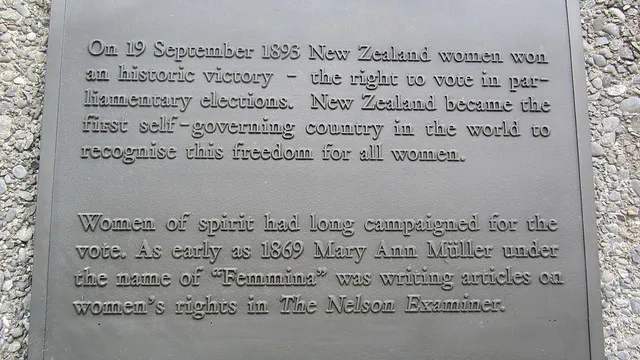 On 19 September 1893 New Zealand women won
an historic victory – the right to vote in par-
liamentary elections. New Zealand became the
first self-governing country in the world to
recognise this freedom for all women.
Women of spirit had long campaigned for the
vote. As early as 1869 Mary Ann Müller under
the name of “Femmina” was writing articles on
women's rights in The Nelson Examiner.